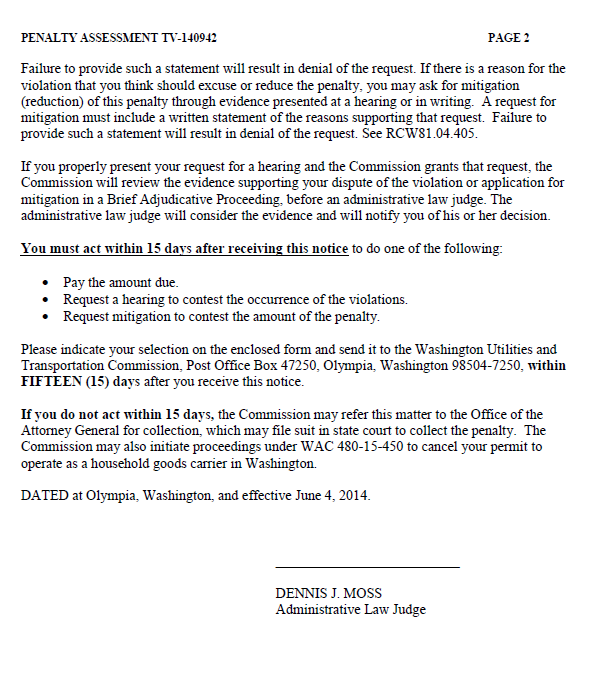 PENALTY ASSESSMENT TV-140942 PAGE 2
Failure to provide such a statement will result in denial of the request. If there is a reason for the
violation that you think should excuse or reduce the penalty, you may ask for mitigation
(reduction) of this penalty through evidence presented at a hearing or in writing. A request for
mitigation must include a written statement of the reasons supporting that request. Failure to
provide such a statement will result in denial of the request. See RCW81.04.405.
If you properly present your request for a hearing and the Commission grants that request, the
Commission will review the evidence supporting your dispute of the violation or application for
mitigation in a Brief Adjudicative Proceeding, before an administrative law judge. The
administrative law judge will consider the evidence and will notify you of his or her decision.
You must act within 15 days after receiving this notice to do one of the following:
• Pay the amount due.
• Request a hearing to contest the occurrence of the violations.
• Request mitigation to contest the amount of the penalty.
Please indicate your selection on the enclosed form and send it to the Washington Utilities and
Transportation Commission, Post Office Box 47250, Olympia, Washington 98504-7250, within
FIFTEEN (15) days after you receive this notice.
If you do not act within 15 days, the Commission may refer this matter to the Office of the
Attorney General for collection, which may file suit in state court to collect the penalty. The
Commission may also initiate proceedings under WAC 480-15-450 to cancel your permit to
operate as a household goods carrier in Washington.
DATED at Olympia, Washington, and effective June 4, 2014.
DENNIS J. MOSS
Administrative Law Judge